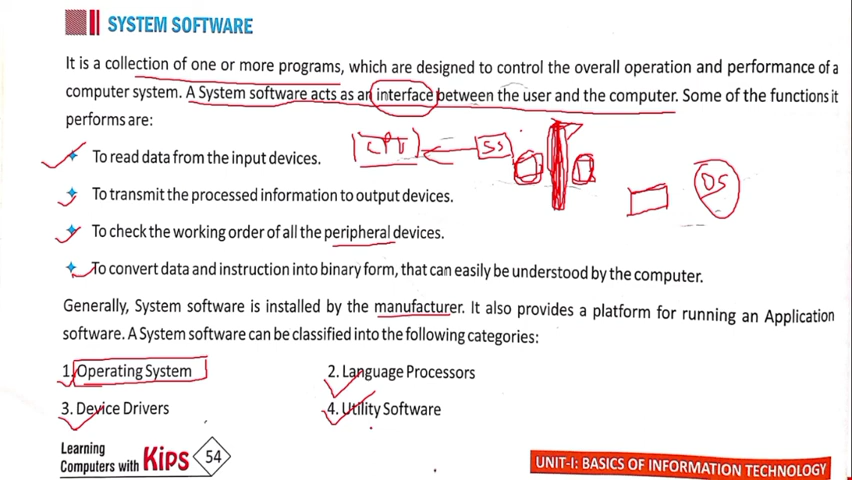 SYSTEM SOFTWARE
It is a collection of one or more programs, which are designed to control the overall operation and performance of a
computer system. A System software acts as an interface between the user and the computer. Some of the functions it
performs are:
To read data from the input devices.
To transmit the processed information to output devices.
To check the working order of all the peripheral devices.
To convert data and instruction into binary form, that can easily be understood by the computer.
Generally, System software is installed by the manufacturer. It also provides a platform for running an Application
software. A System software can be classified into the following categories:
1. Operating System 2. Language Processors
3. Device Drivers 4. Utility Software
Learning
Computers with Kips 54
UNIT-I: BASICS OF INFORMATION TECHNOLOGY